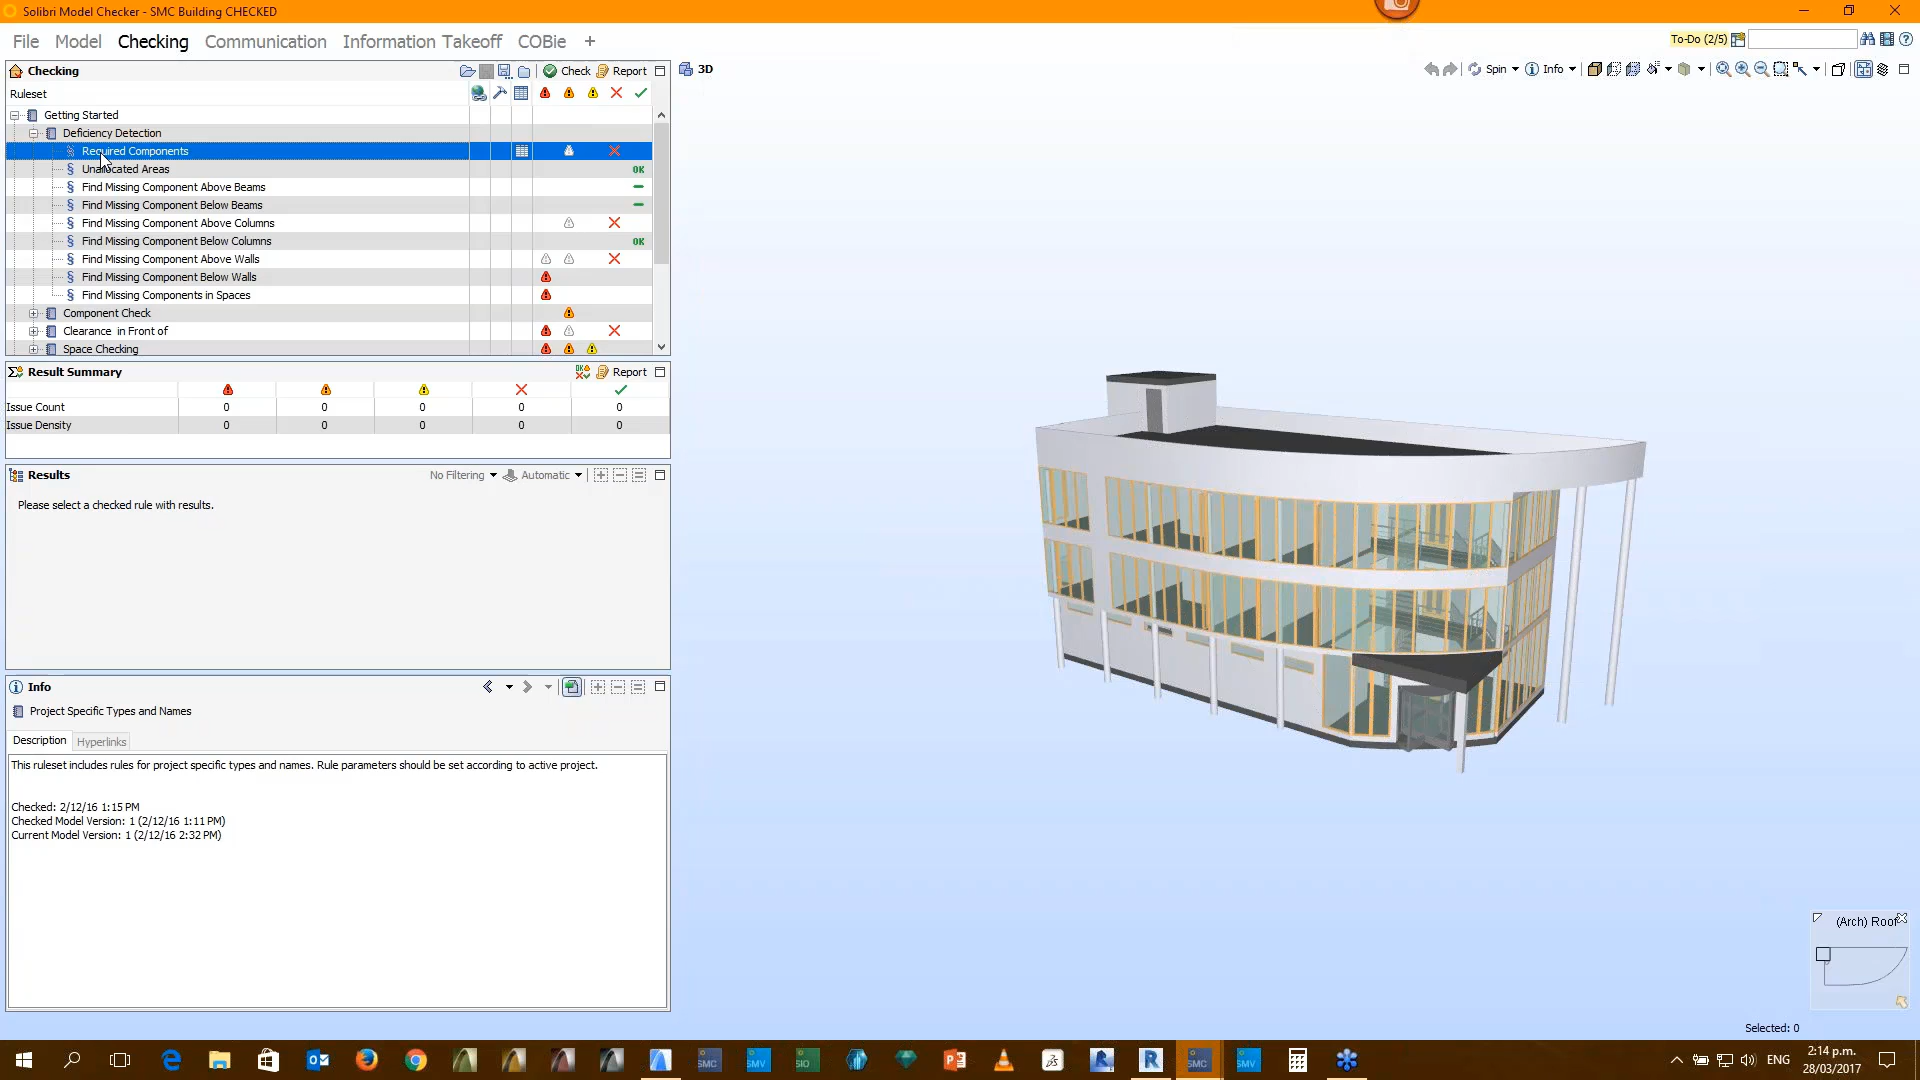 Solibri Model Checker - SMC Building CHECKED
File Model Checking Communication Information Takeoff COBie +
To-Do (2/5)
Checking
Check Report
3D
Spin Info
Ruleset
Getting Started
Deficiency Detection
Required Components
Unallocated Areas
OK
Find Missing Component Above Beams
Find Missing Component Below Beams
Find Missing Component Above Columns
Find Missing Component Below Columns
OK
Find Missing Component Above Walls
Find Missing Component Below Walls
Find Missing Components in Spaces
Component Check
Clearance in Front of
Space Checking
Result Summary
Report
Issue Count 0 0 0 0 0
Issue Density 0 0 0 0 0
Results
No Filtering Automatic
Please select a checked rule with results.
Info
Project Specific Types and Names
Description Hyperlinks
This ruleset includes rules for project specific types and names. Rule parameters should be set according to active project.
Checked: 2/12/16 1:15 PM
Checked Model Version: 1 (2/12/16 1:11 PM)
Current Model Version: 1 (2/12/16 2:32 PM)
(Arch) Roof
Selected: 0
SMC SMV SIO SMC SMV
ENG
2:14 p.m.
28/03/2017